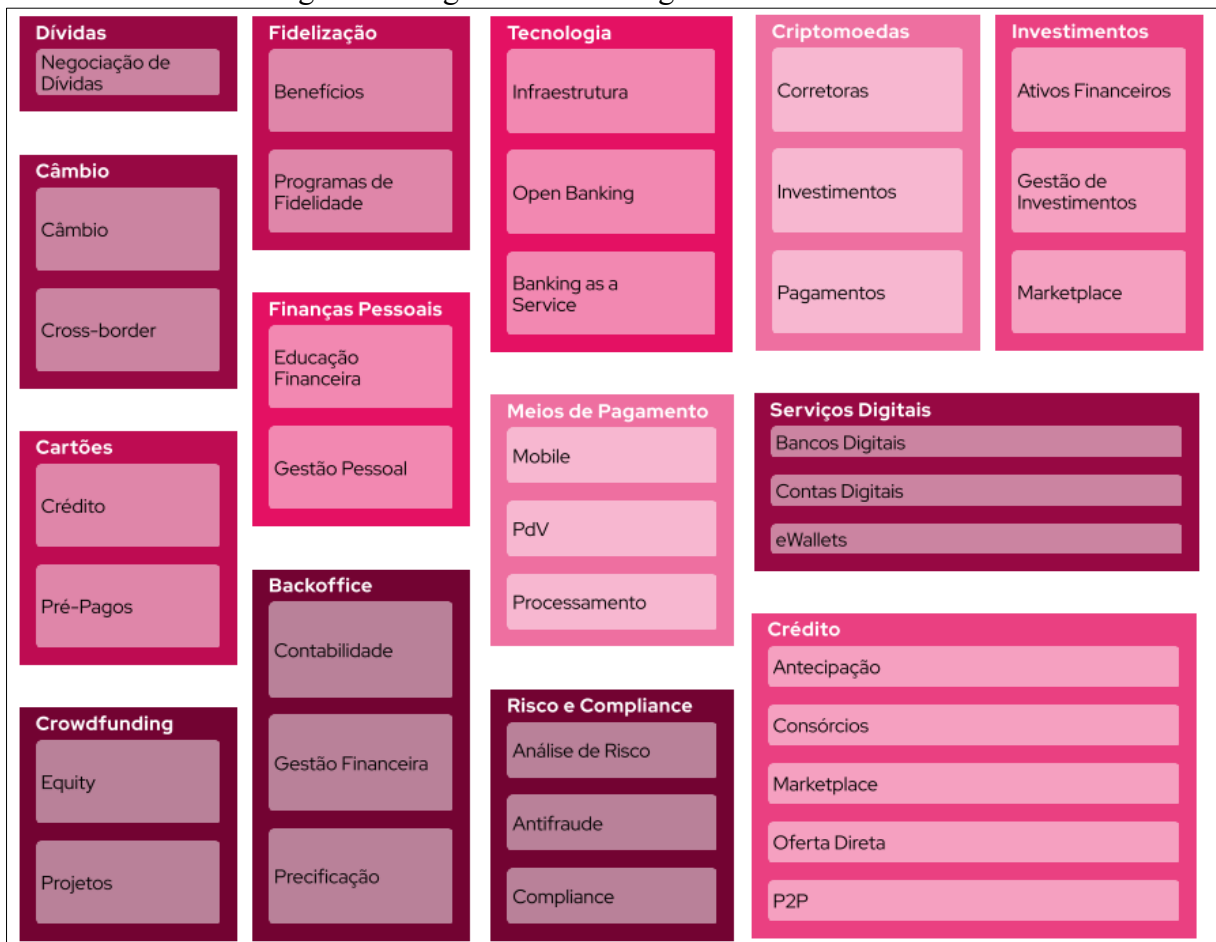 Dívidas
Negociação de
Dívidas
Câmbio
Câmbio
Cross-border
Cartões
Crédito
Pré-Pagos
Crowdfunding
Equity
Projetos
Fidelização
Benefícios
Programas de
Fidelidade
Finanças Pessoais
Educação
Financeira
Gestão Pessoal
Backoffice
Contabilidade
Gestão Financeira
Precificação
Tecnologia
Infraestrutura
Open Banking
Banking as a
Service
Meios de Pagamento
Mobile
PdV
Processamento
Risco e Compliance
Análise de Risco
Antifraude
Compliance
Criptomoedas
Corretoras
Investimentos
Pagamentos
Investimentos
Ativos Financeiros
Gestão de
Investimentos
Marketplace
Serviços Digitais
Bancos Digitais
Contas Digitais
eWallets
Crédito
Antecipação
Consórcios
Marketplace
Oferta Direta
P2P